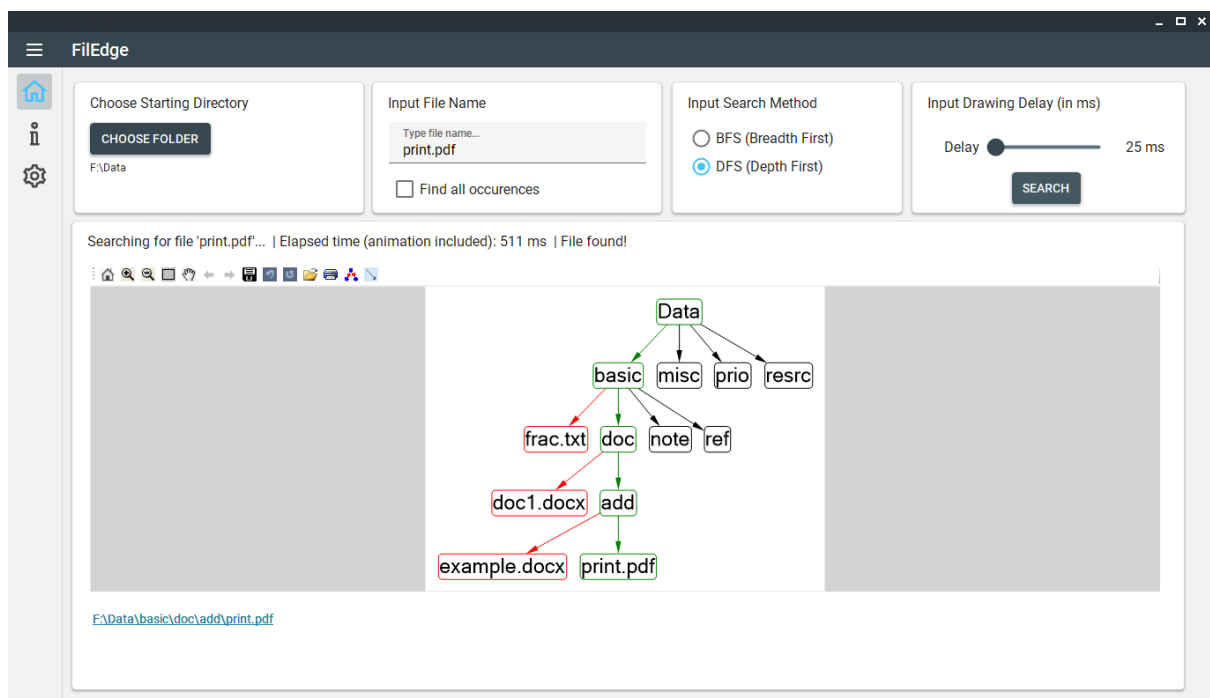 FilEdge
Choose Starting Directory
CHOOSE FOLDER
F:\Data
Input File Name
Type file name...
print.pdf
Find all occurences
Input Search Method
BFS (Breadth First)
DFS (Depth First)
Input Drawing Delay (in ms)
Delay 25 ms
SEARCH
Searching for file 'print.pdf'... | Elapsed time (animation included): 511 ms | File found!
Data
basic misc prio resrc
frac.txt doc note ref
doc1.docx add
example.docx print.pdf
F:\Data\basic\doc\add\print.pdf